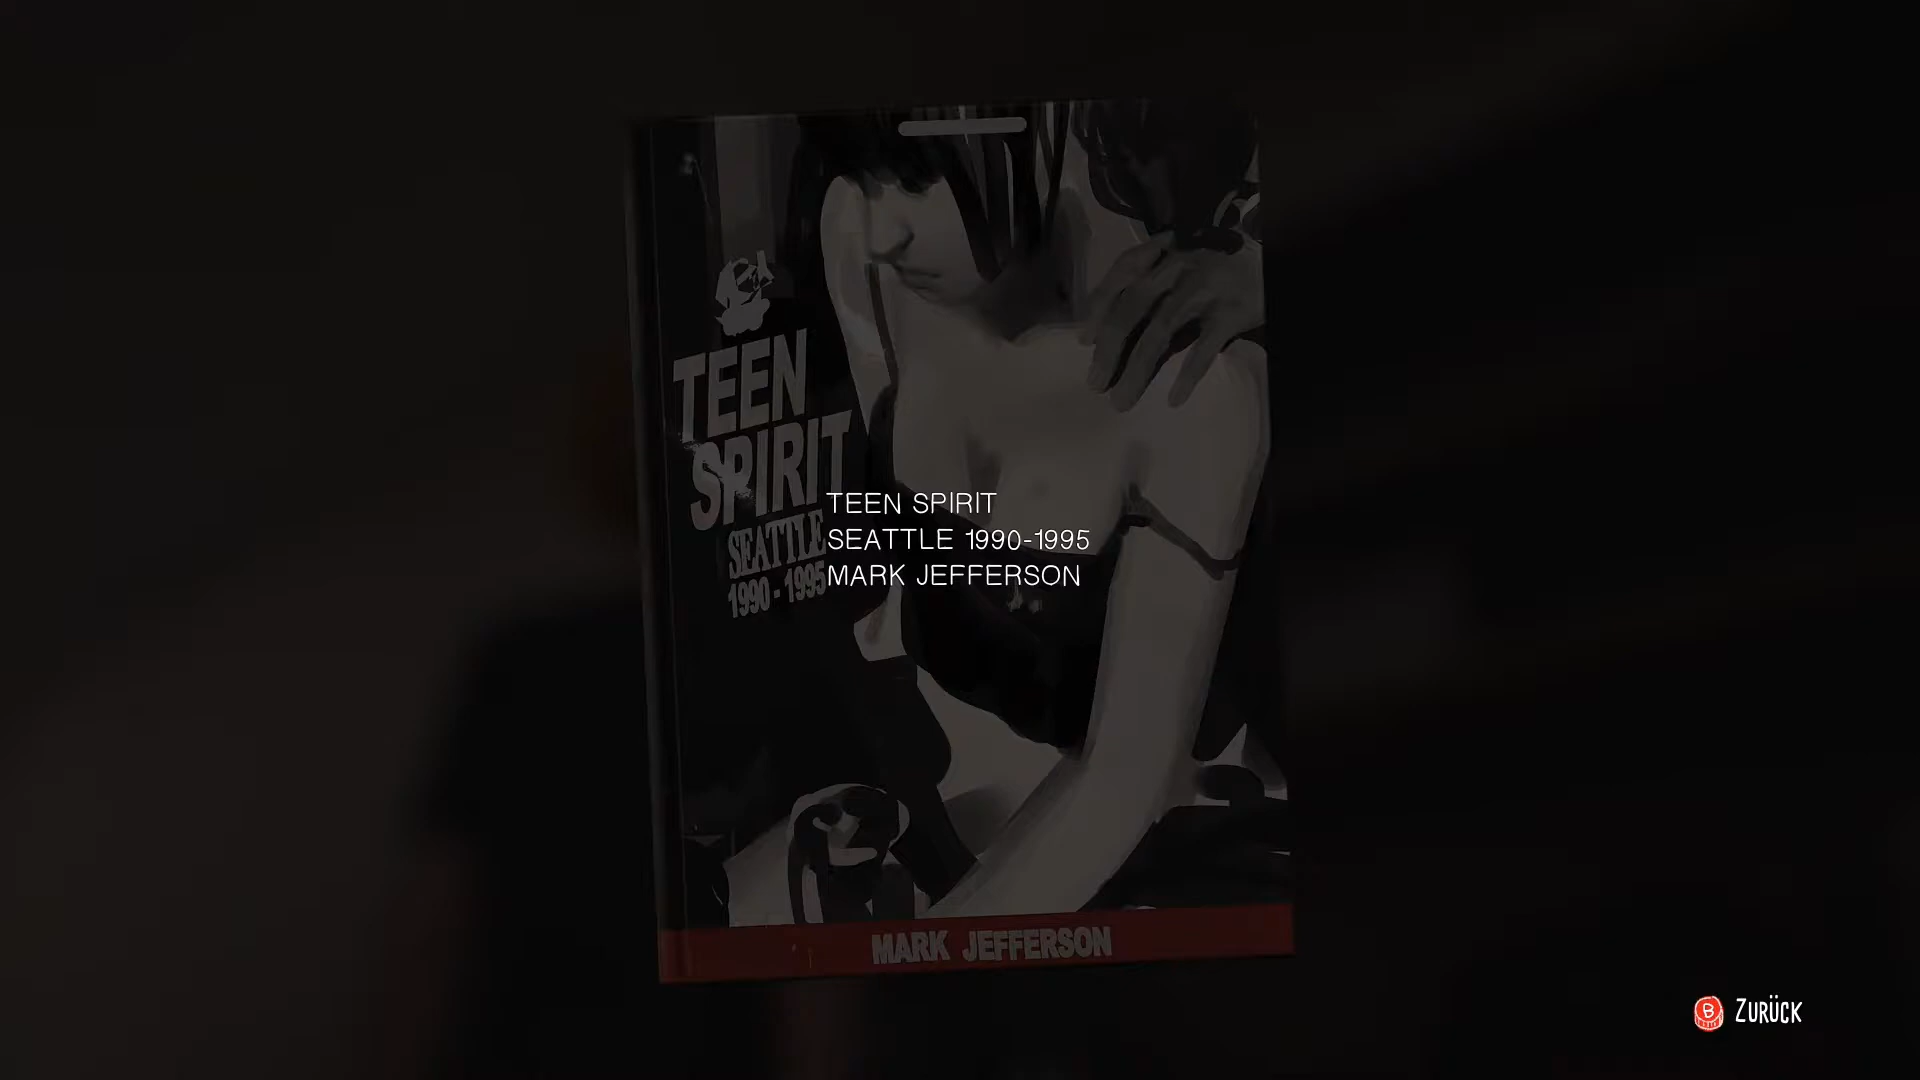 TEEN
SPIRIT
SEATTLE
1990 - 1995
TEEN SPIRIT
SEATTLE 1990-1995
MARK JEFFERSON
MARK JEFFERSON
B ZURÜCK